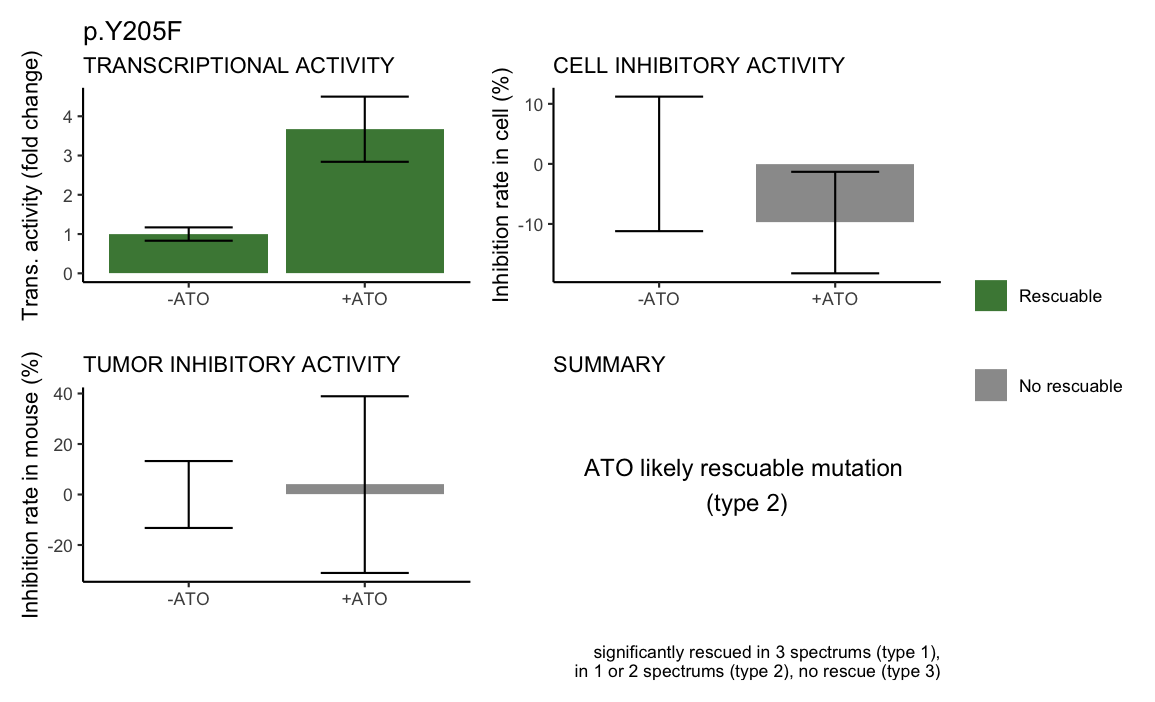 p.Y205F
TRANSCRIPTIONAL ACTIVITY
Trans. activity (fold change)
4
3
2
1
0
-ATO
+ATO
CELL INHIBITORY ACTIVITY
Inhibition rate in cell (%)
10
0
-10
-ATO
+ATO
TUMOR INHIBITORY ACTIVITY
Inhibition rate in mouse (%)
40
20
0
-20
-ATO
+ATO
SUMMARY
ATO likely rescuable mutation
(type 2)
significantly rescued in 3 spectrums (type 1),
in 1 or 2 spectrums (type 2), no rescue (type 3)
Rescuable
No rescuable